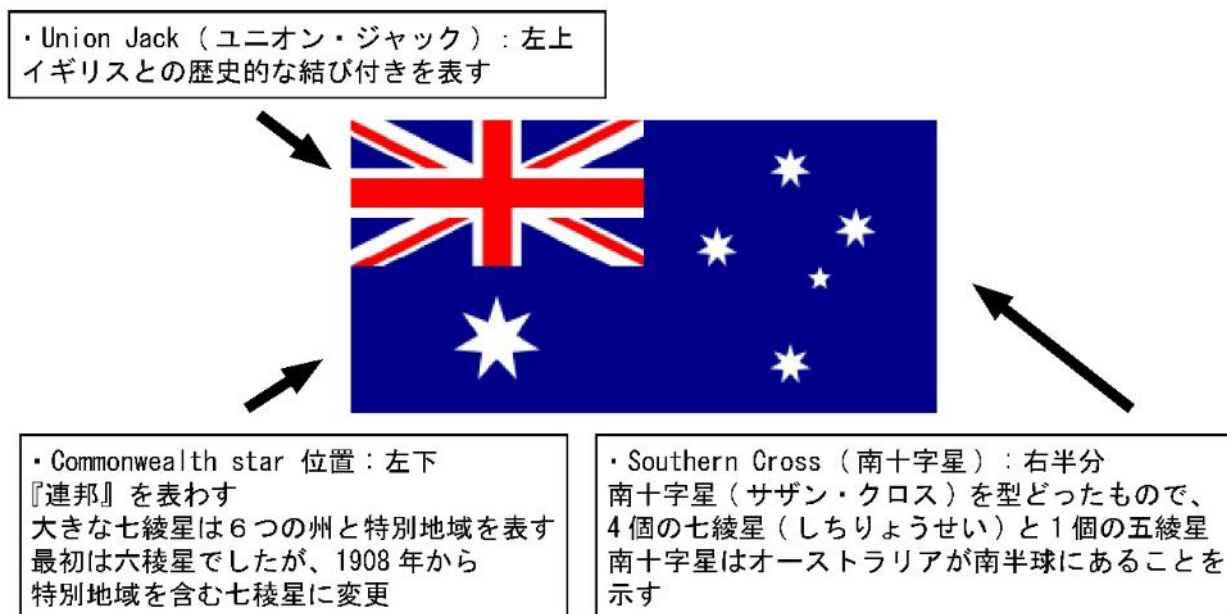 ・Union Jack（ユニオン・ジャック）：左上
イギリスとの歴史的な結び付きを表す
・Commonwealth star 位置：左下
『連邦』を表わす
大きな七綾星は６つの州と特別地域を表す
最初は六稜星でしたが、1908 年から
特別地域を含む七稜星に変更
・Southern Cross（南十字星）：右半分
南十字星（サザン・クロス）を型どったもので、
4 個の七綾星（しちりょうせい）と 1 個の五綾星
南十字星はオーストラリアが南半球にあることを
示す